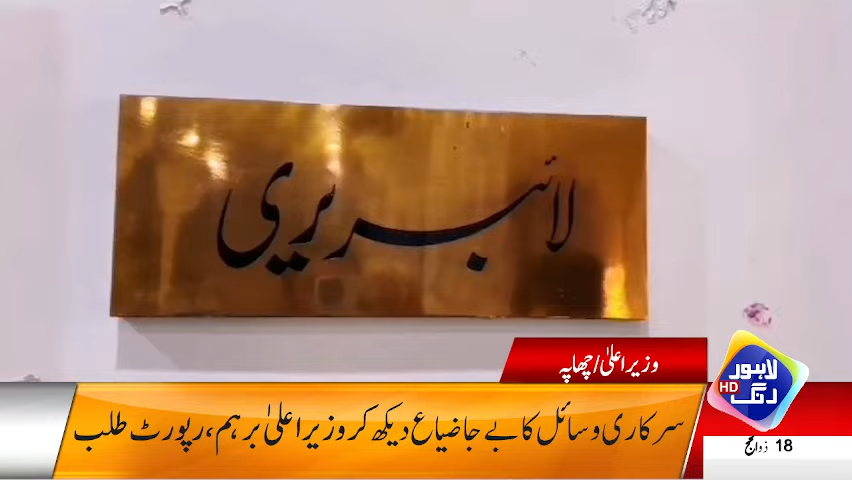 لائبریری
وزیراعلیٰ/چھاپہ
سرکاری وسائل کا بے جا ضیاع دیکھ کر وزیراعلیٰ برہم، رپورٹ طلب
لاہور
رنگ
HD
18 ذوالحج